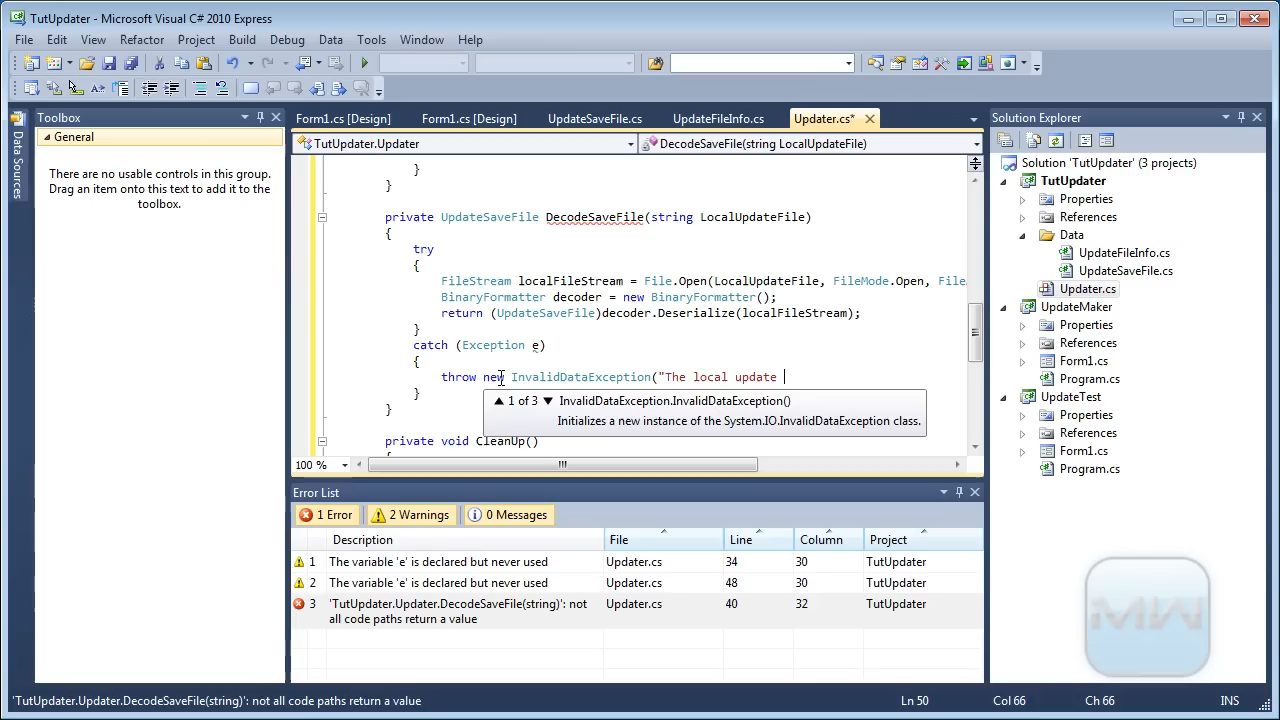 TutUpdater - Microsoft Visual C# 2010 Express
File Edit View Refactor Project Build Debug Data Tools Window Help
Data Sources
Toolbox
General
There are no usable controls in this group.
Drag an item onto this text to add it to the
toolbox.
Form1.cs [Design] Form1.cs [Design] UpdateSaveFile.cs UpdateFileInfo.cs Updater.cs*
TutUpdater.Updater DecodeSaveFile(string LocalUpdateFile)
}
}
private UpdateSaveFile DecodeSaveFile(string LocalUpdateFile)
{
try
{
FileStream localFileStream = File.Open(LocalUpdateFile, FileMode.Open, File
BinaryFormatter decoder = new BinaryFormatter();
return (UpdateSaveFile)decoder.Deserialize(localFileStream);
}
catch (Exception e)
{
throw new InvalidDataException("The local update
}
}
1 of 3 InvalidDataException.InvalidDataException()
Initializes a new instance of the System.IO.InvalidDataException class.
private void CleanUp()
100 %
Error List
1 Error 2 Warnings 0 Messages
Description File Line Column Project
1 The variable 'e' is declared but never used Updater.cs 34 30 TutUpdater
2 The variable 'e' is declared but never used Updater.cs 48 30 TutUpdater
3 'TutUpdater.Updater.DecodeSaveFile(string)': not Updater.cs 40 32 TutUpdater
all code paths return a value
Solution Explorer
Solution 'TutUpdater' (3 projects)
TutUpdater
Properties
References
Data
UpdateFileInfo.cs
UpdateSaveFile.cs
Updater.cs
UpdateMaker
Properties
References
Form1.cs
Program.cs
UpdateTest
Properties
References
Form1.cs
Program.cs
MW
'TutUpdater.Updater.DecodeSaveFile(string)': not all code paths return a value Ln 50 Col 66 Ch 66 INS